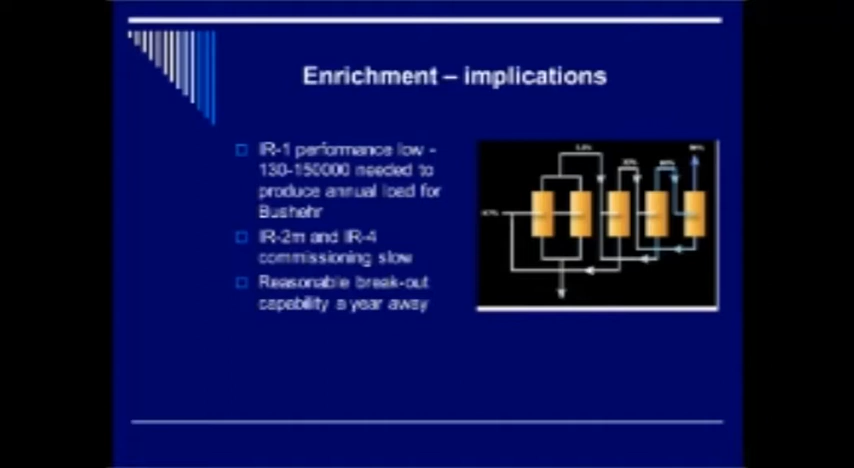 Enrichment – implications
IR-1 performance low -
130-150000 needed to
produce annual load for
Bushehr
IR-2m and IR-4
commissioning slow
Reasonable break-out
capability a year away